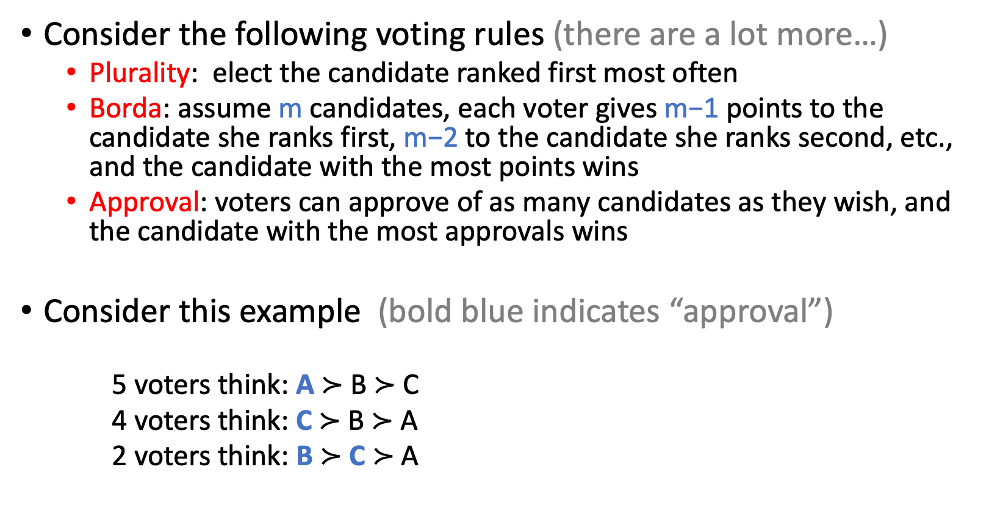 • Consider the following voting rules (there are a lot more...)
• Plurality:  elect the candidate ranked first most often
• Borda: assume m candidates, each voter gives m−1 points to the
candidate she ranks first, m−2 to the candidate she ranks second, etc.,
and the candidate with the most points wins
• Approval: voters can approve of as many candidates as they wish, and
the candidate with the most approvals wins
• Consider this example  (bold blue indicates “approval”)
5 voters think: A ≻ B ≻ C
4 voters think: C ≻ B ≻ A
2 voters think: B ≻ C ≻ A